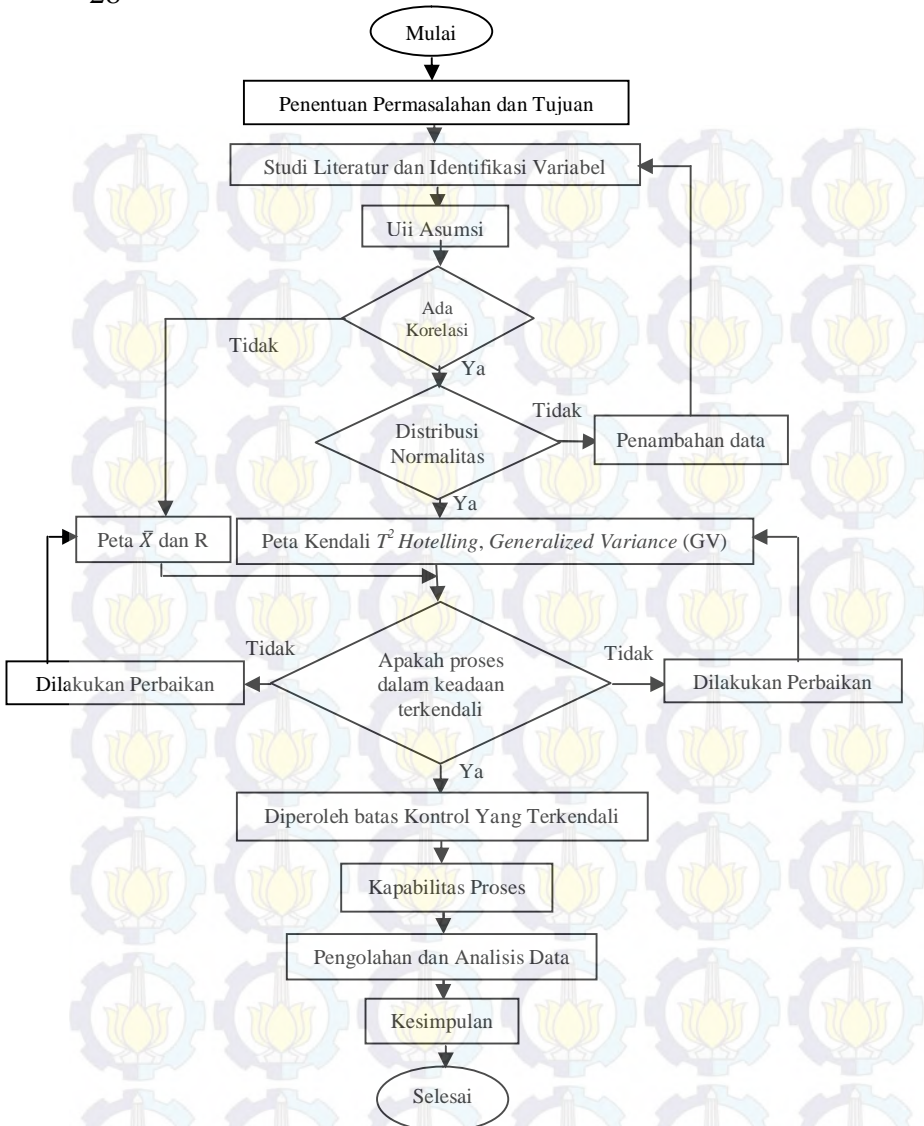 Mulai
Penentuan Permasalahan dan Tujuan
Studi Literatur dan Identifikasi Variabel
Uii Asumsi
Ada
Korelasi
Tidak
Ya
Distribusi
Normalitas
Tidak
Penambahan data
Ya
Peta X̅ dan R
Peta Kendali T² Hotelling, Generalized Variance (GV)
Tidak
Apakah proses
dalam keadaan
terkendali
Tidak
Dilakukan Perbaikan
Dilakukan Perbaikan
Ya
Diperoleh batas Kontrol Yang Terkendali
Kapabilitas Proses
Pengolahan dan Analisis Data
Kesimpulan
Selesai